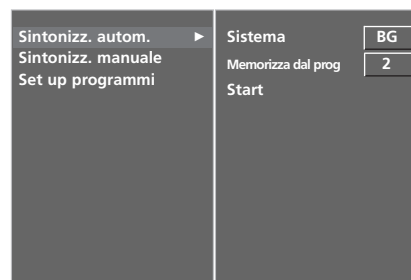 Sintonizz. autom. ►
Sintonizz. manuale
Set up programmi
Sistema BG
Memorizza dal prog 2
Start